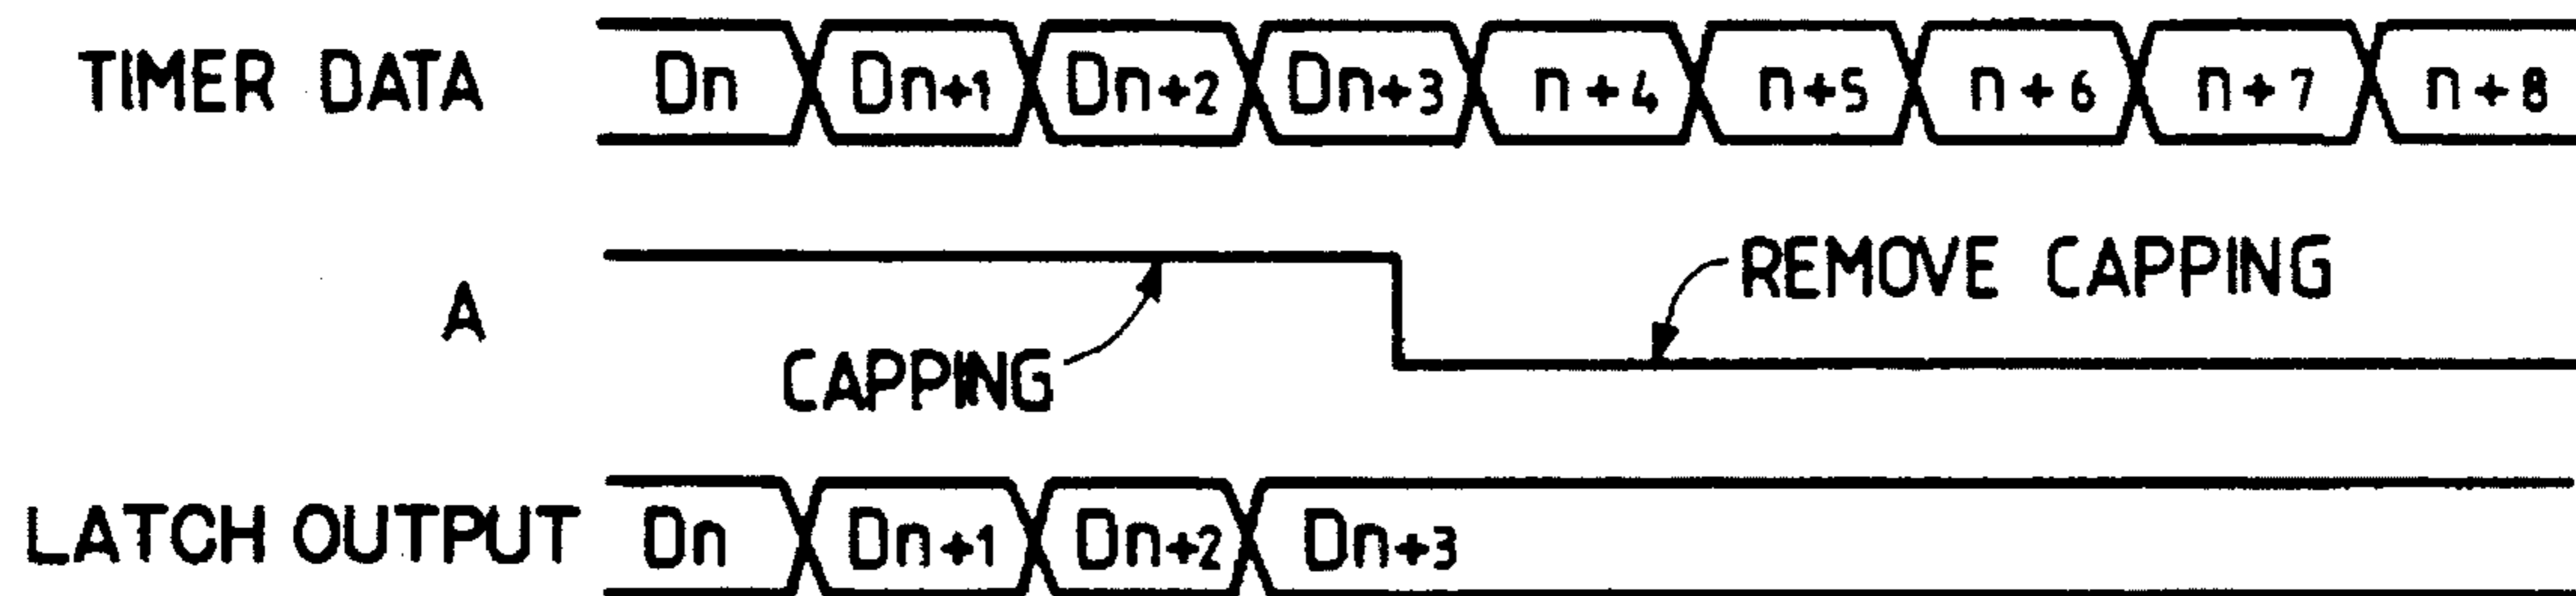 TIMER DATA Dn Dn+1 Dn+2 Dn+3 n+4 n+5 n+6 n+7 n+8
A CAPPING REMOVE CAPPING
LATCH OUTPUT Dn Dn+1 Dn+2 Dn+3